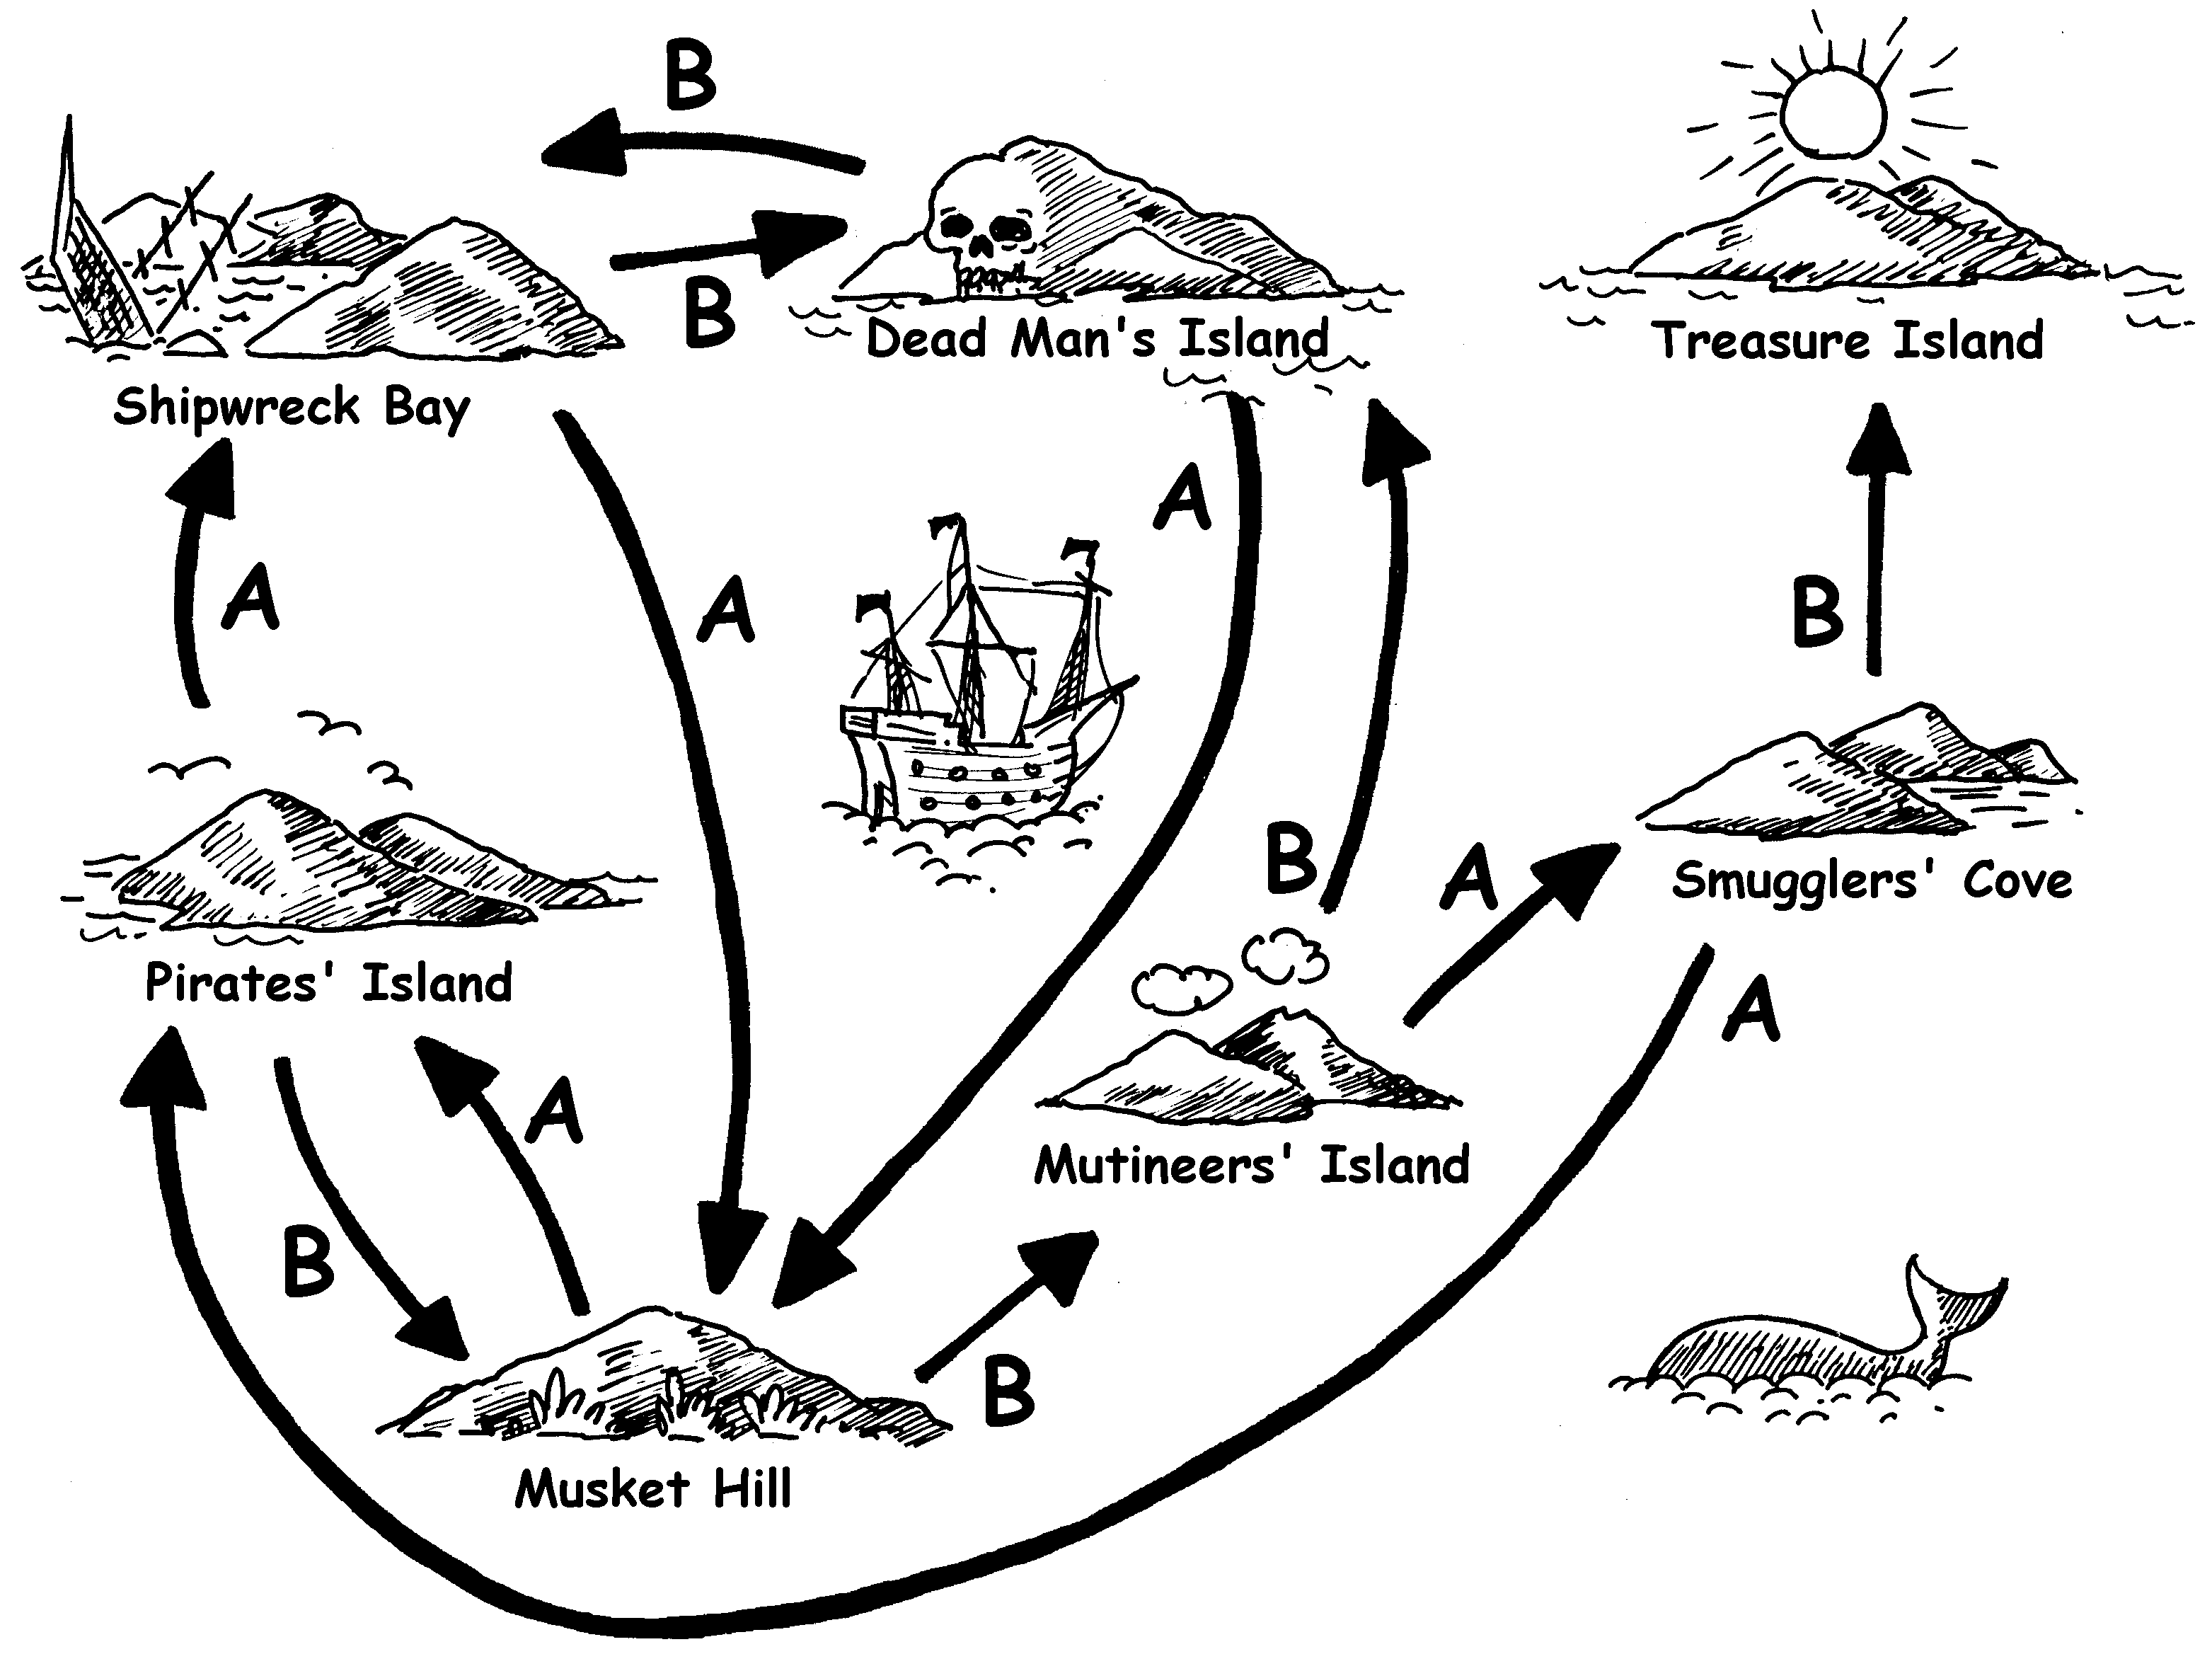 B
B
Dead Man's Island
Treasure Island
Shipwreck Bay
A
A
A
B
B
A
Smugglers' Cove
Pirates' Island
A
A
Mutineers' Island
B
B
Musket Hill